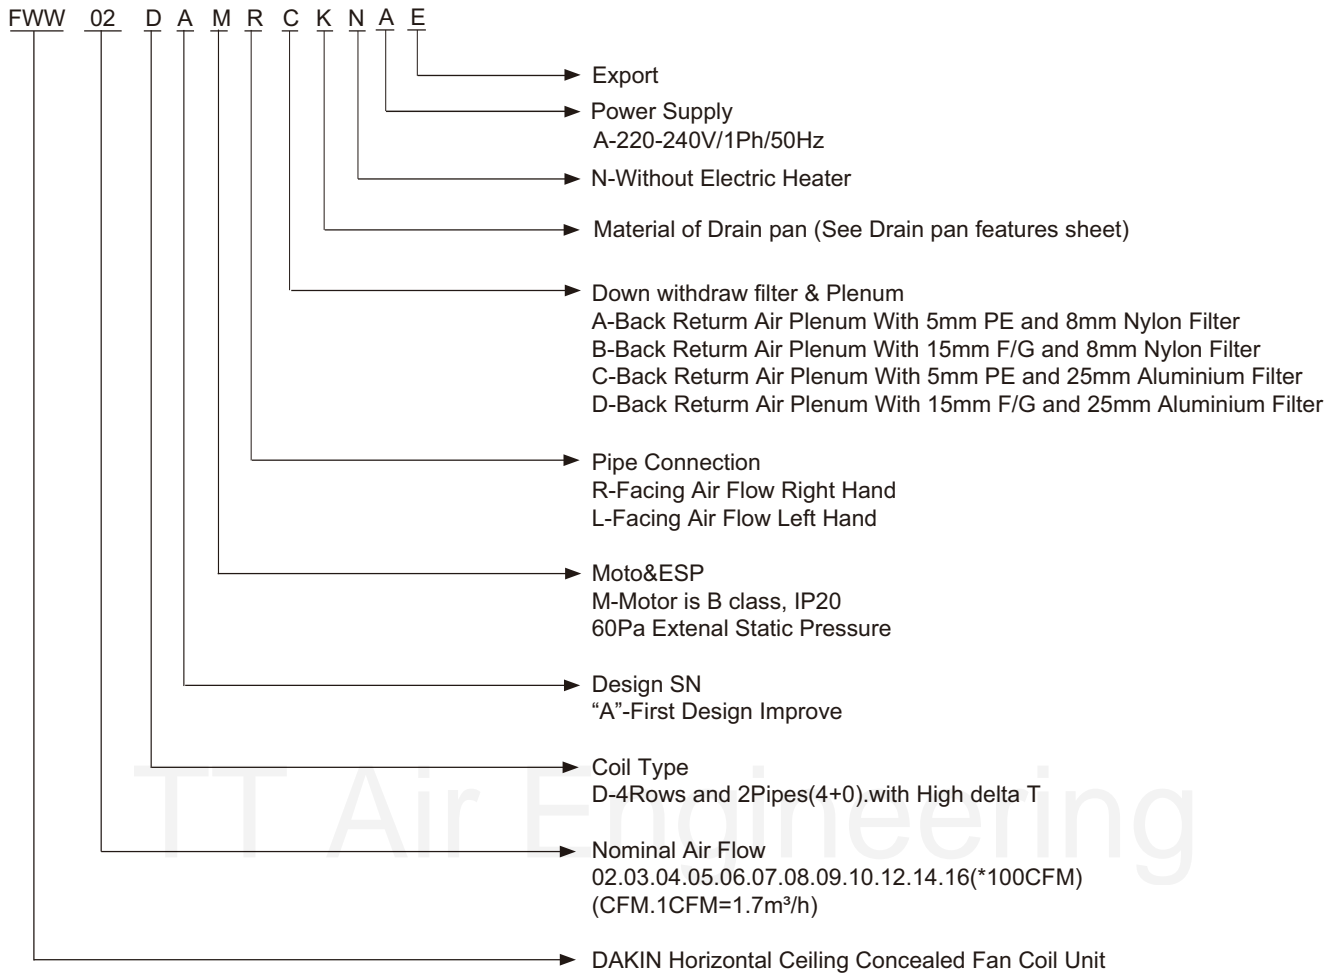 FWW 02 D A M R C K N A E
Export
Power Supply
A-220-240V/1Ph/50Hz
N-Without Electric Heater
Material of Drain pan (See Drain pan features sheet)
Down withdraw filter & Plenum
A-Back Returm Air Plenum With 5mm PE and 8mm Nylon Filter
B-Back Returm Air Plenum With 15mm F/G and 8mm Nylon Filter
C-Back Returm Air Plenum With 5mm PE and 25mm Aluminium Filter
D-Back Returm Air Plenum With 15mm F/G and 25mm Aluminium Filter
Pipe Connection
R-Facing Air Flow Right Hand
L-Facing Air Flow Left Hand
Moto&ESP
M-Motor is B class, IP20
60Pa Extenal Static Pressure
Design SN
“A”-First Design Improve
Coil Type
D-4Rows and 2Pipes(4+0).with High delta T
TT Air Engineering
Nominal Air Flow
02.03.04.05.06.07.08.09.10.12.14.16(*100CFM)
(CFM.1CFM=1.7m³/h)
DAKIN Horizontal Ceiling Concealed Fan Coil Unit